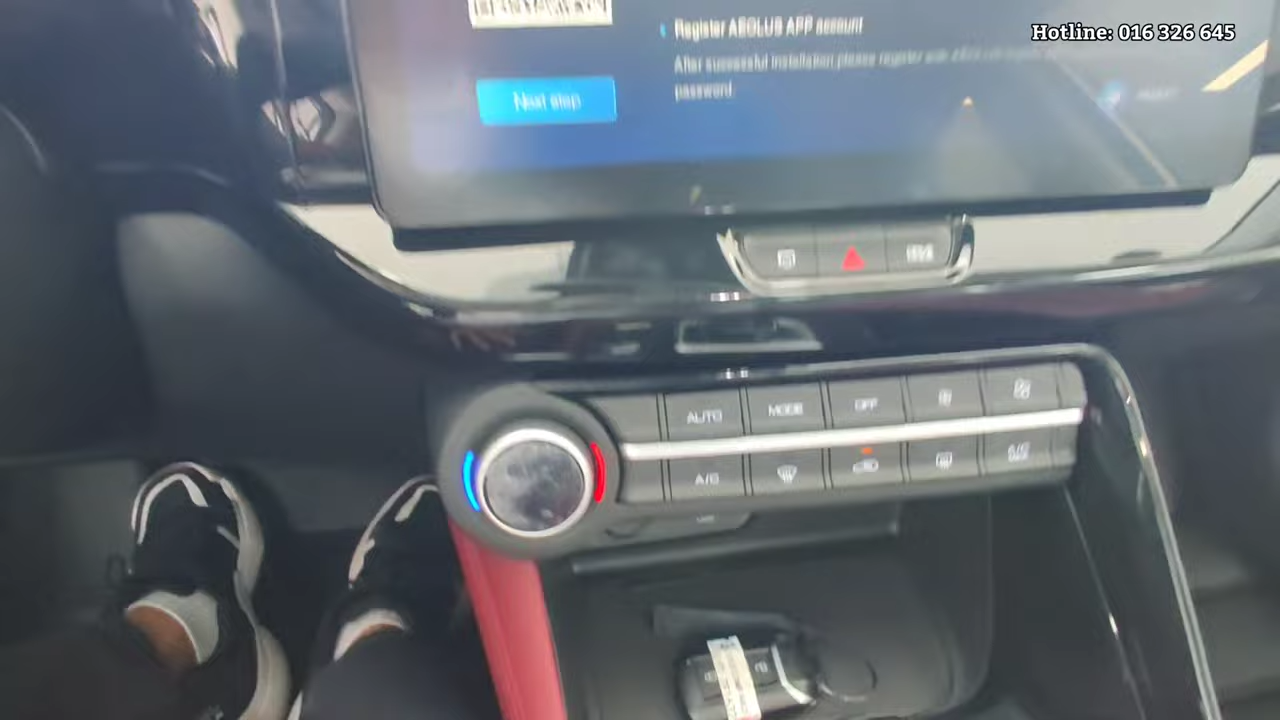 Hotline: 016 326 645
Register AEOLUS APP account
After successful installation, please register with
password
Next step
AUTO MODE OFF
A/C
A/C